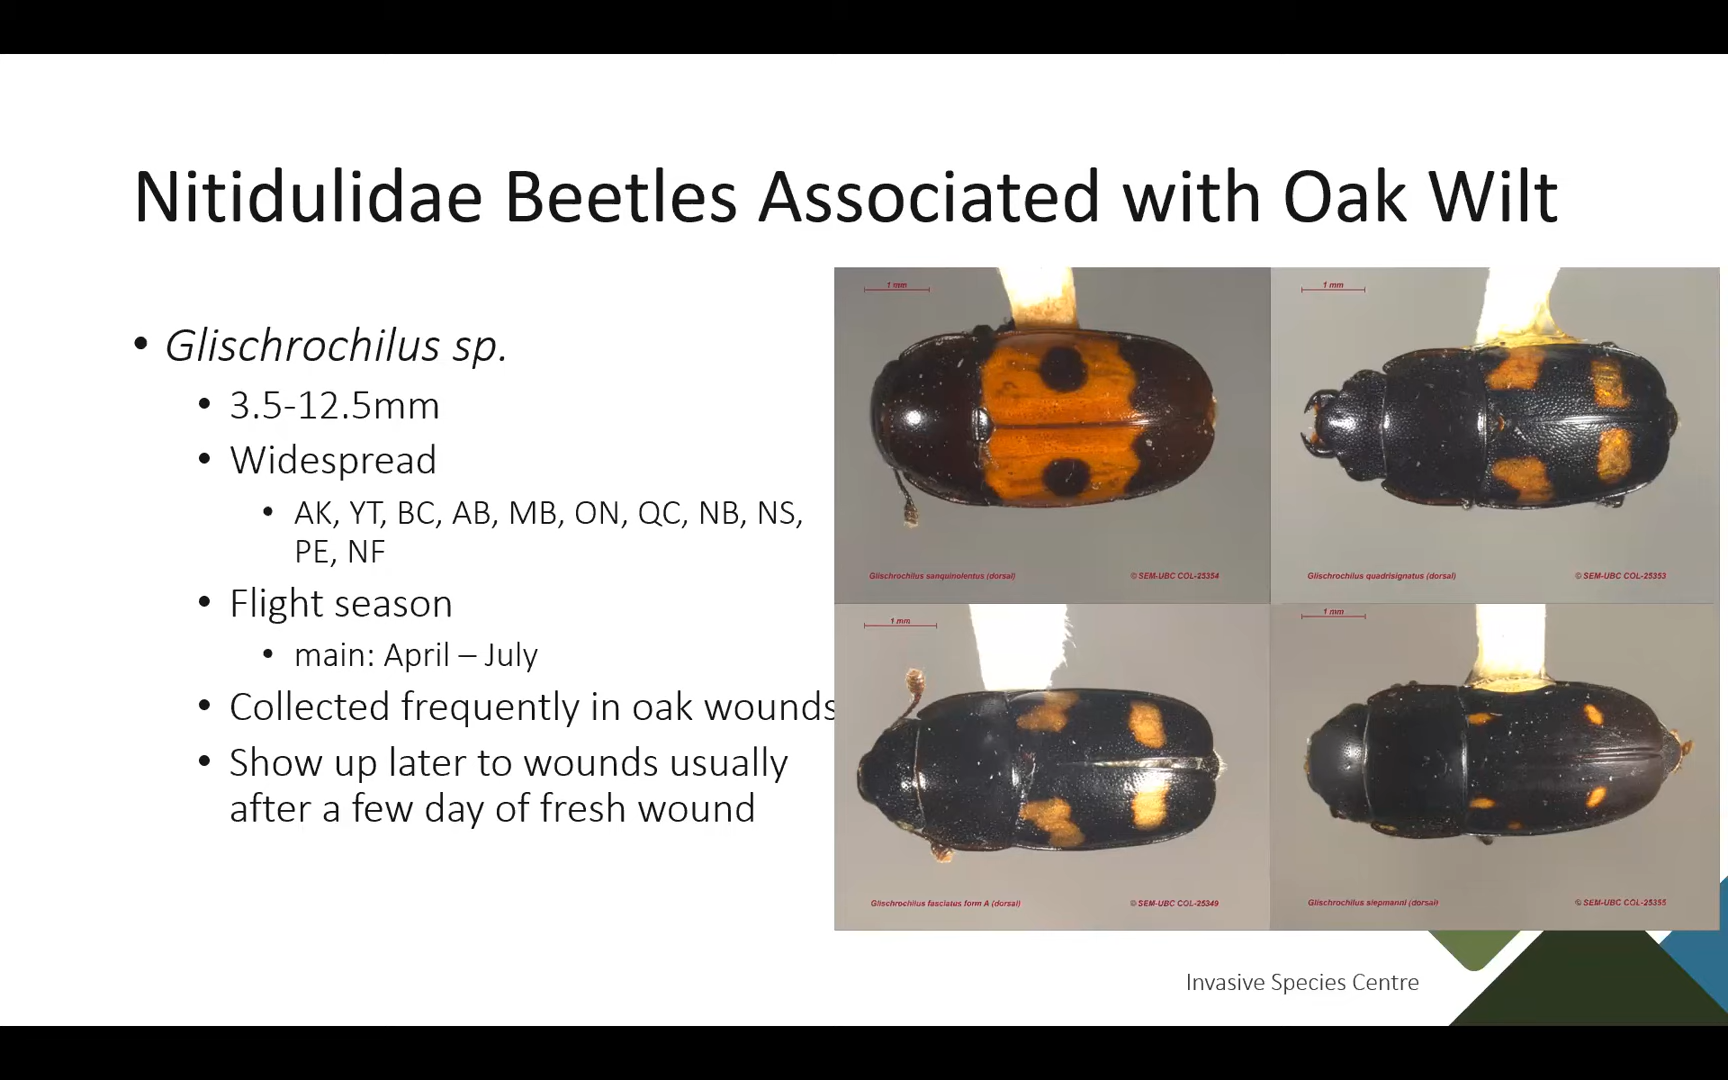 Nitidulidae Beetles Associated with Oak Wilt
• Glischrochilus sp.
• 3.5-12.5mm
• Widespread
• AK, YT, BC, AB, MB, ON, QC, NB, NS,
PE, NF
• Flight season
• main: April – July
• Collected frequently in oak wounds
• Show up later to wounds usually
after a few day of fresh wound
1 mm
Glischrochilus sanquinolentus (dorsal) © SEM-UBC COL-25354
1 mm
Glischrochilus quadrisignatus (dorsal) © SEM-UBC COL-25353
1 mm
Glischrochilus fasciatus form A (dorsal) © SEM-UBC COL-25349
1 mm
Glischrochilus siepmanni (dorsal) © SEM-UBC COL-25355
Invasive Species Centre